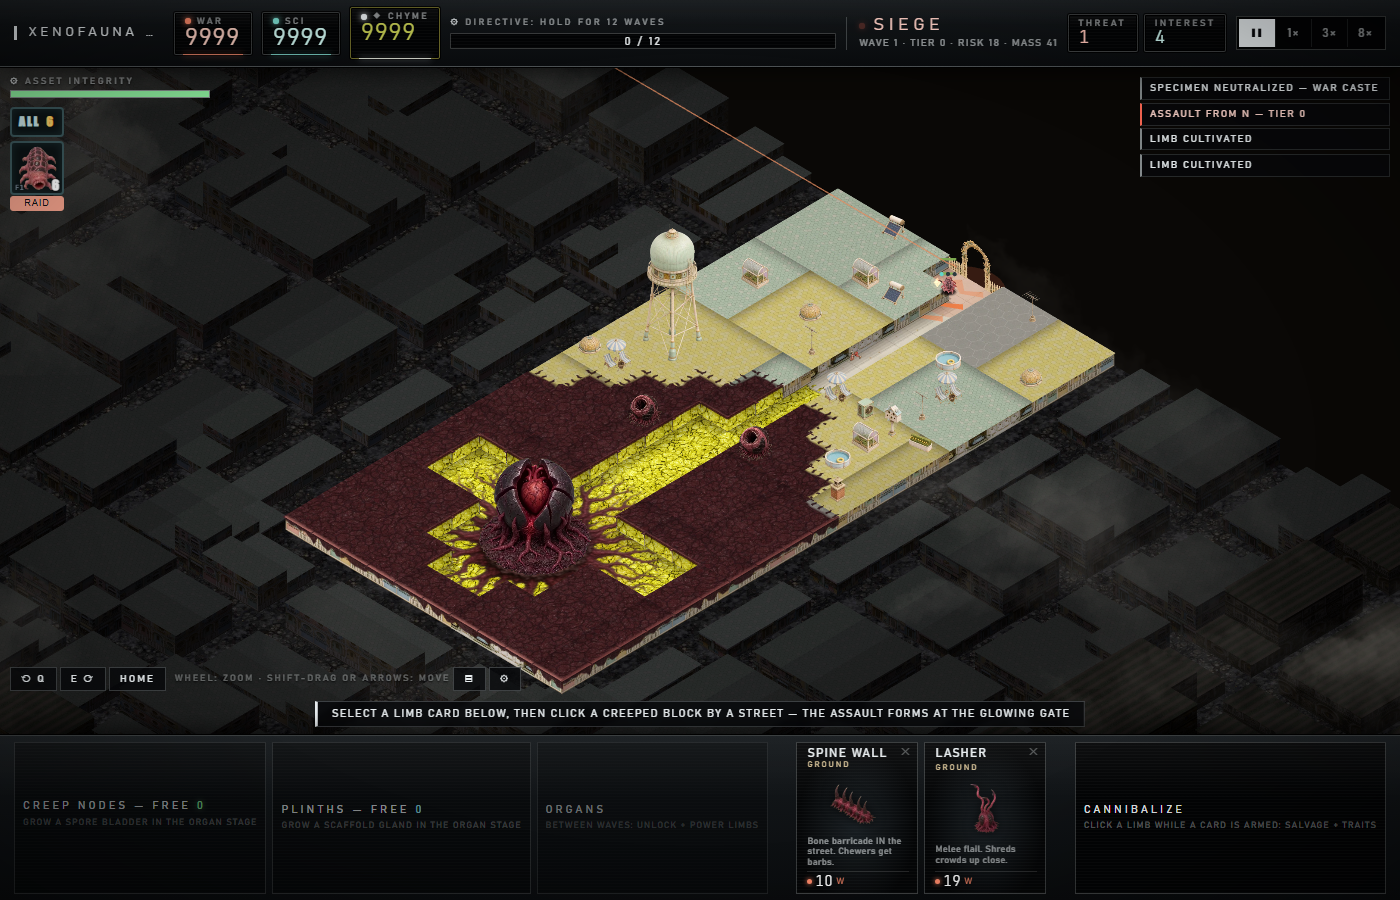 XENOFAUNA …
WAR
9999
SCI
9999
CHYME
9999
DIRECTIVE: HOLD FOR 12 WAVES
0 / 12
SIEGE
WAVE 1 · TIER 0 · RISK 18 · MASS 41
THREAT
1
INTEREST
4
1×
3×
8×
ASSET INTEGRITY
ALL 6
F1
6
RAID
SPECIMEN NEUTRALIZED — WAR CASTE
ASSAULT FROM N — TIER 0
LIMB CULTIVATED
LIMB CULTIVATED
Q
E
HOME
WHEEL: ZOOM · SHIFT-DRAG OR ARROWS: MOVE
SELECT A LIMB CARD BELOW, THEN CLICK A CREEPED BLOCK BY A STREET — THE ASSAULT FORMS AT THE GLOWING GATE
CREEP NODES — FREE 0
GROW A SPORE BLADDER IN THE ORGAN STAGE
PLINTHS — FREE 0
GROW A SCAFFOLD GLAND IN THE ORGAN STAGE
ORGANS
BETWEEN WAVES: UNLOCK + POWER LIMBS
SPINE WALL
GROUND
Bone barricade IN the
street. Chewers get
barbs.
10 W
LASHER
GROUND
Melee flail. Shreds
crowds up close.
19 W
CANNIBALIZE
CLICK A LIMB WHILE A CARD IS ARMED: SALVAGE + TRAITS